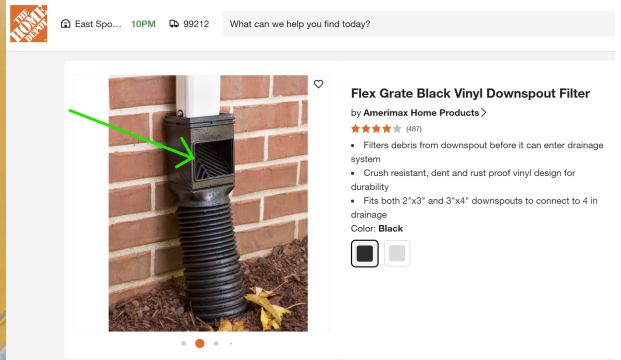 THE
HOME
DEPOT
East Spo... 10PM 99212 What can we help you find today?
Flex Grate Black Vinyl Downspout Filter
by Amerimax Home Products
(487)
• Filters debris from downspout before it can enter drainage
system
• Crush resistant, dent and rust proof vinyl design for
durability
• Fits both 2"x3" and 3"x4" downspouts to connect to 4 in
drainage
Color: Black